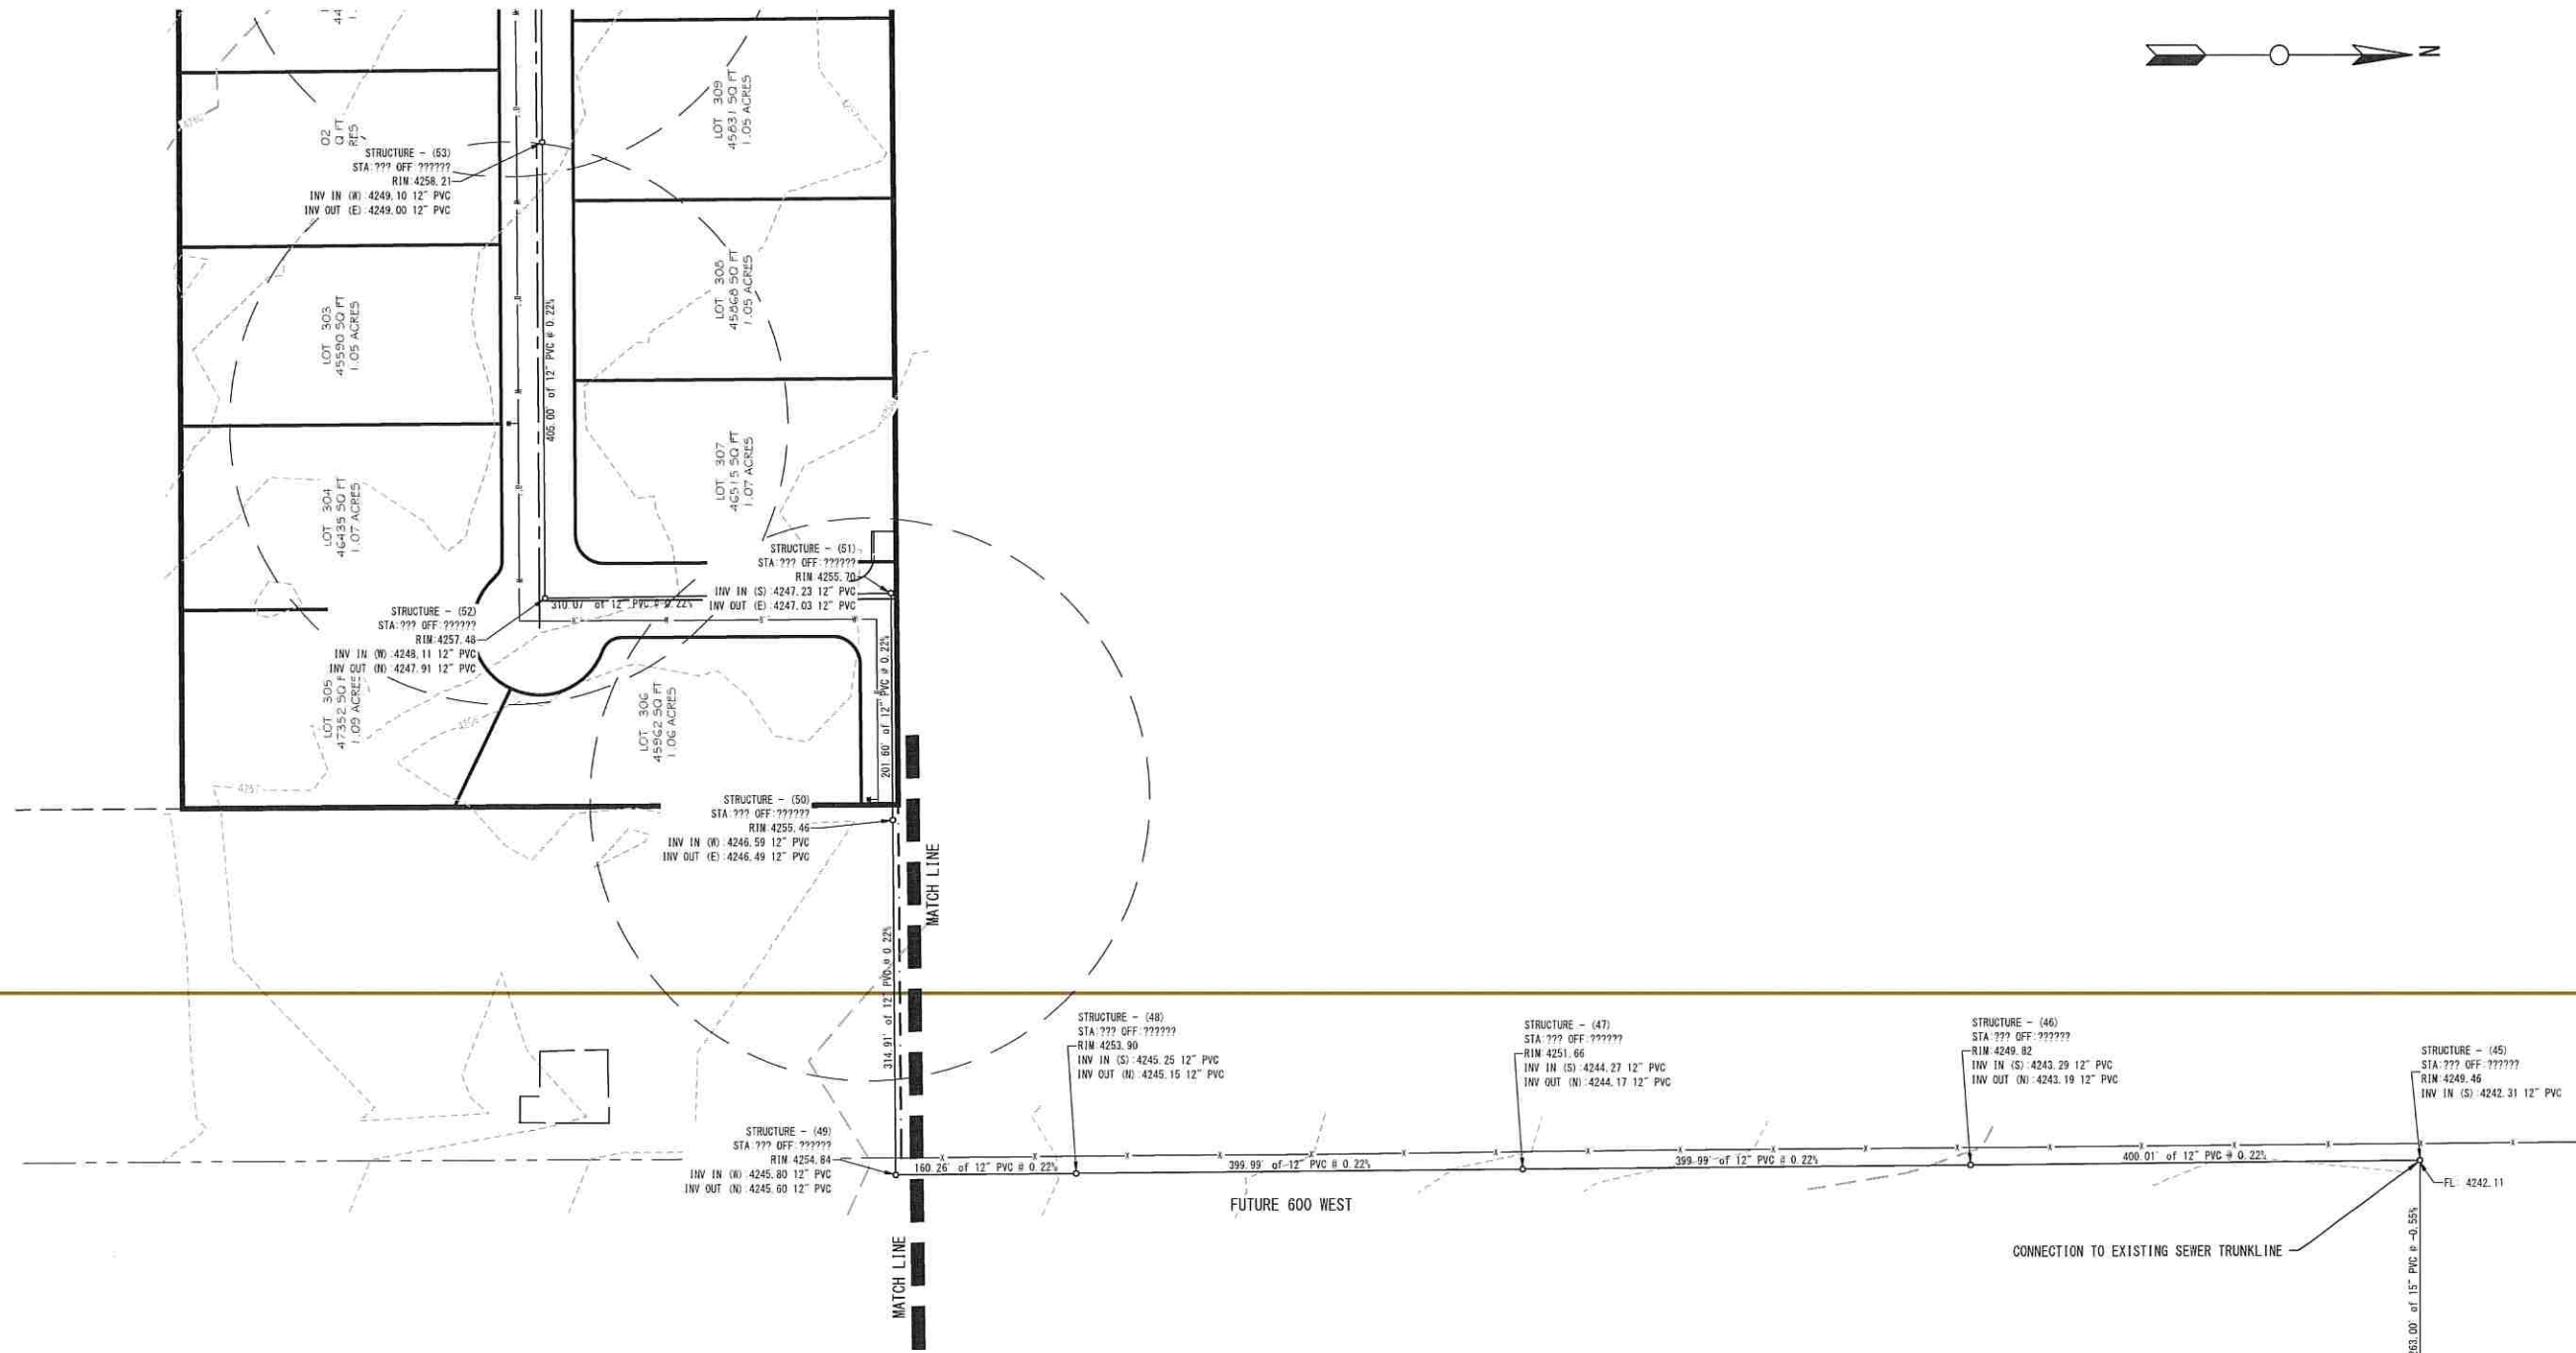 N
LOT 309
45831 SQ FT
1.05 ACRES
02
Q FT
RES
STRUCTURE - (53)
STA:??? OFF:??????
RIM:4258.21
INV IN (W):4249.10 12" PVC
INV OUT (E):4249.00 12" PVC
LOT 308
45868 SQ FT
1.05 ACRES
LOT 303
45590 SQ FT
1.05 ACRES
405.00' of 12" PVC @ 0.22%
LOT 307
46515 SQ FT
1.07 ACRES
LOT 304
46435 SQ FT
1.07 ACRES
STRUCTURE - (51)
STA:??? OFF:??????
RIM:4255.70
INV IN (S):4247.23 12" PVC
INV OUT (E):4247.03 12" PVC
310.07' of 12" PVC @ 0.22%
STRUCTURE - (52)
STA:??? OFF:??????
RIM:4257.48
INV IN (W):4248.11 12" PVC
INV OUT (N):4247.91 12" PVC
LOT 305
47352 SQ F
1.09 ACRES
LOT 306
45962 SQ FT
1.06 ACRES
201.60' of 12" PVC @ 0.22%
4257
STRUCTURE - (50)
STA:??? OFF:??????
RIM:4255.46
INV IN (W):4246.59 12" PVC
INV OUT (E):4246.49 12" PVC
MATCH LINE
314.91' of 12" PVC @ 0.22%
STRUCTURE - (48)
STA:??? OFF:??????
RIM:4253.90
INV IN (S):4245.25 12" PVC
INV OUT (N):4245.15 12" PVC
STRUCTURE - (47)
STA:??? OFF:??????
RIM:4251.66
INV IN (S):4244.27 12" PVC
INV OUT (N):4244.17 12" PVC
STRUCTURE - (46)
STA:??? OFF:??????
RIM:4249.82
INV IN (S):4243.29 12" PVC
INV OUT (N):4243.19 12" PVC
STRUCTURE - (45)
STA:??? OFF:??????
RIM:4249.46
INV IN (S):4242.31 12" PVC
STRUCTURE - (49)
STA:??? OFF:??????
RIM:4254.84
INV IN (W):4245.80 12" PVC
INV OUT (N):4245.60 12" PVC
160.26' of 12" PVC @ 0.22%
399.99' of 12" PVC @ 0.22%
399.99' of 12" PVC @ 0.22%
400.01' of 12" PVC @ 0.22%
FL: 4242.11
FUTURE 600 WEST
CONNECTION TO EXISTING SEWER TRUNKLINE
MATCH LINE
263.00' of 15" PVC @ -0.55%